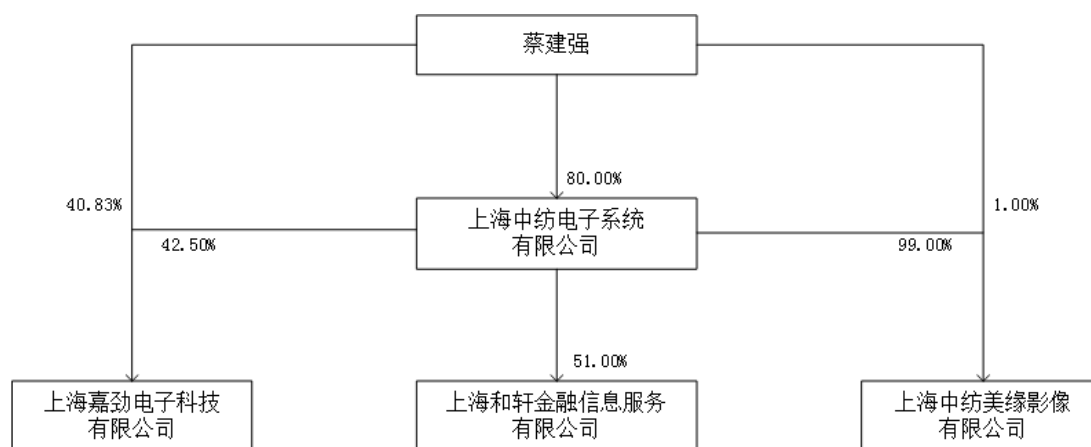 蔡建强
80.00%
40.83%
1.00%
上海中纺电子系统
有限公司
42.50%
99.00%
51.00%
上海嘉劲电子科技
有限公司
上海和轩金融信息服务
有限公司
上海中纺美缘影像
有限公司